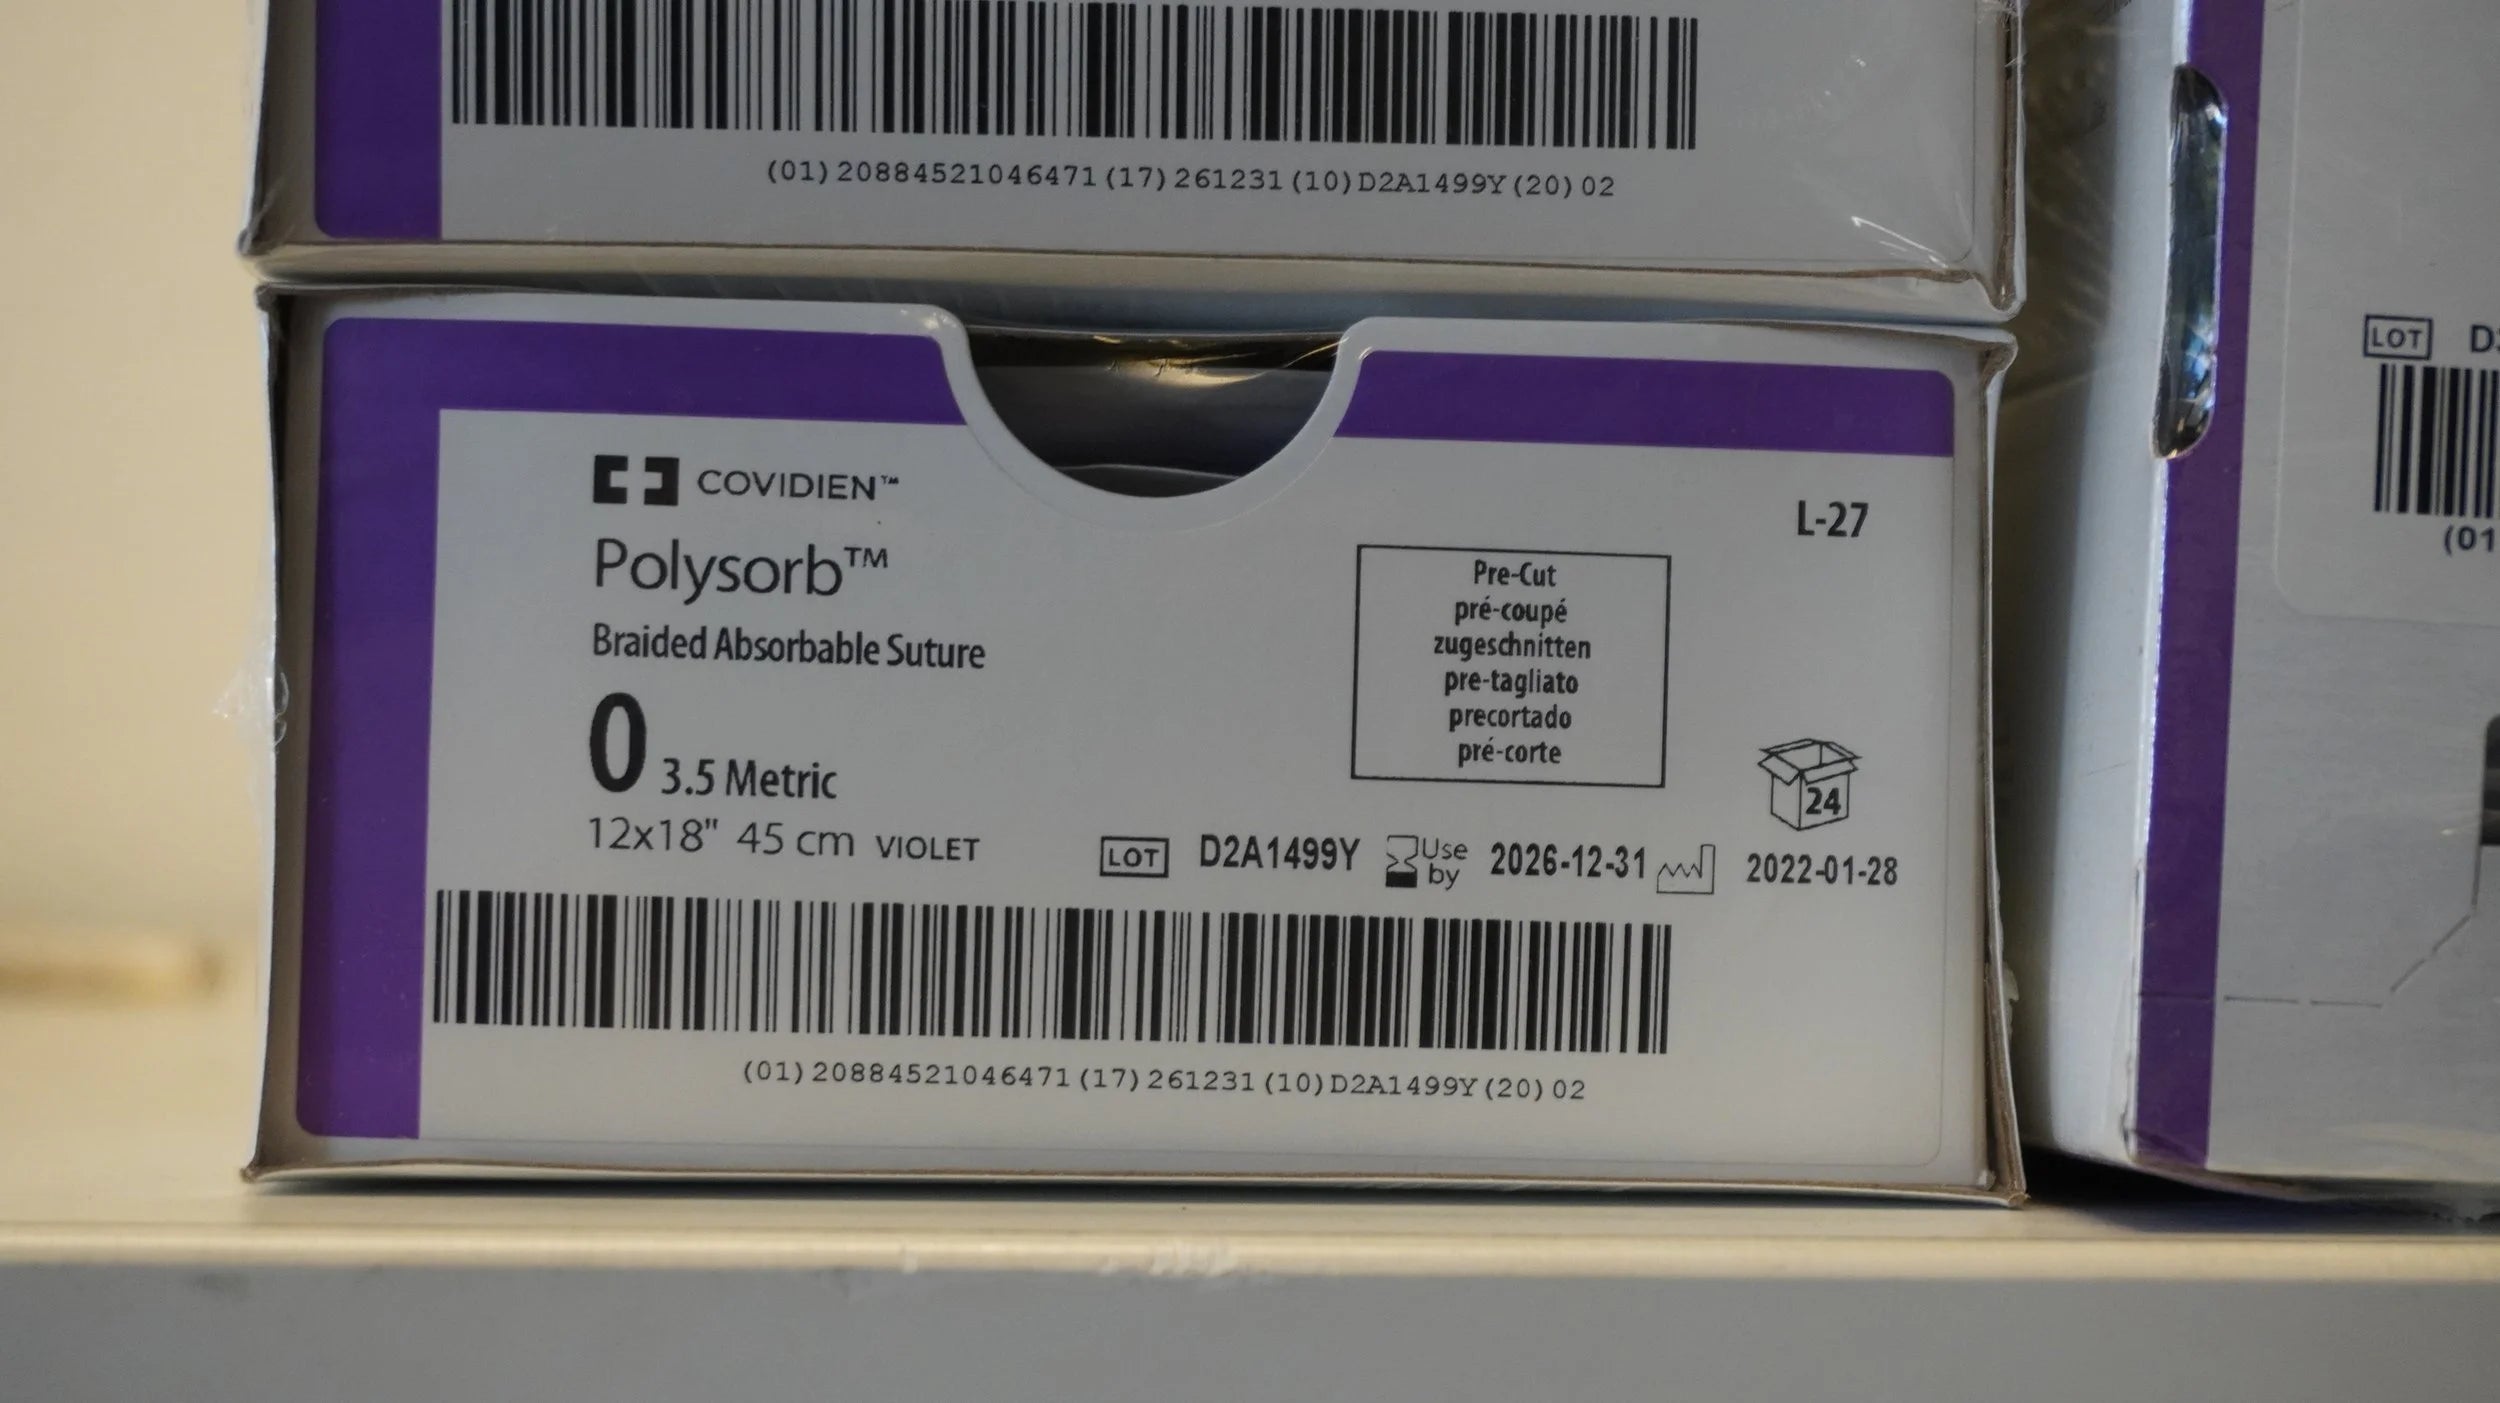 (01)20884521046471(17)261231(10)D2A1499Y(20)02
COVIDIEN™
Polysorb™
Braided Absorbable Suture
0 3.5 Metric
12x18" 45 cm VIOLET
L-27
Pre-Cut
pré-coupé
zugeschnitten
pre-tagliato
precortado
pré-corte
24
LOT D2A1499Y Use by 2026-12-31 2022-01-28
(01)20884521046471(17)261231(10)D2A1499Y(20)02
LOT
(01